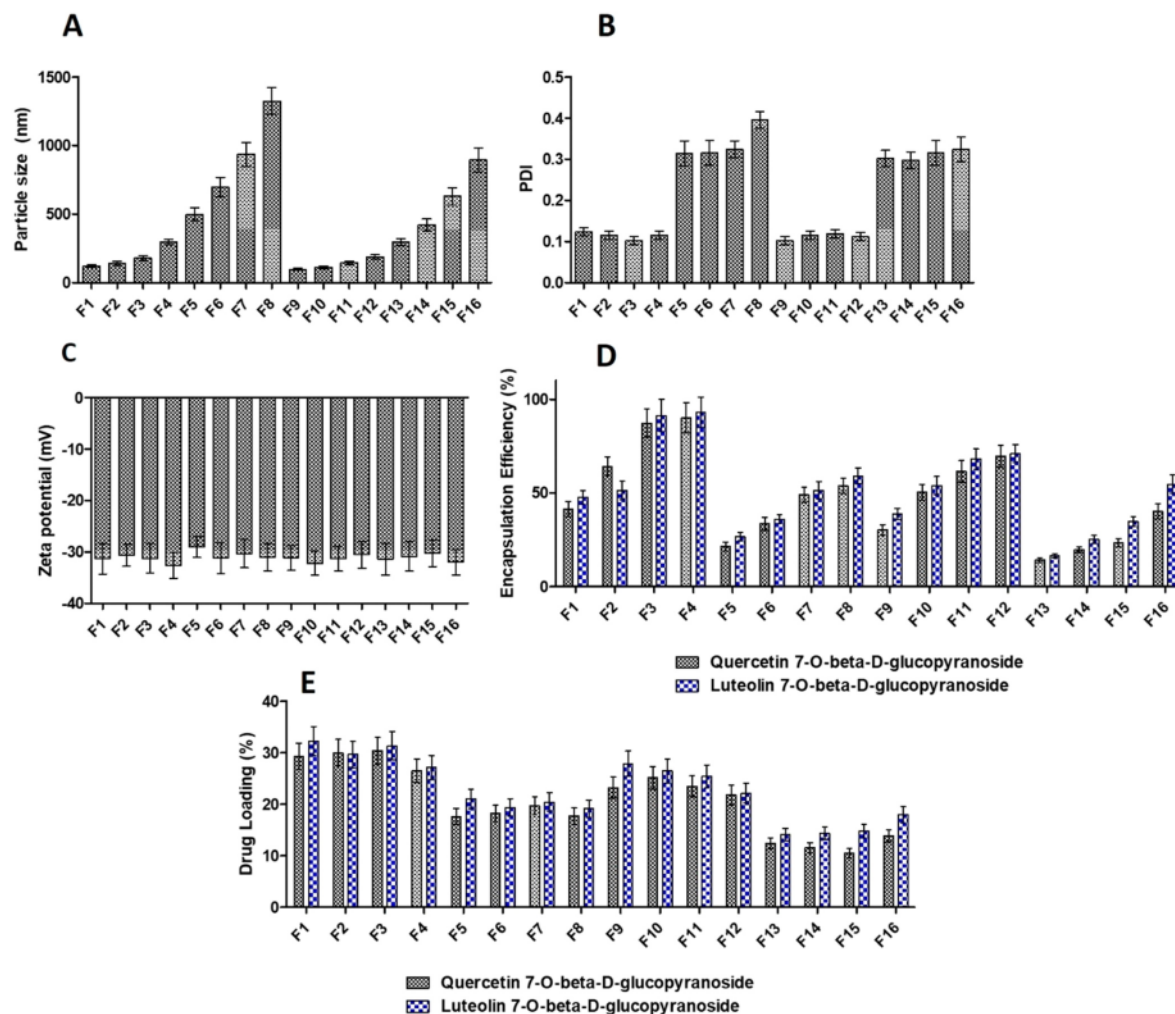 A
Particle size (nm)
1500
1000
500
0
F1 F2 F3 F4 F5 F6 F7 F8 F9 F10 F11 F12 F13 F14 F15 F16
B
PDI
0.5
0.4
0.3
0.2
0.1
0.0
F1 F2 F3 F4 F5 F6 F7 F8 F9 F10 F11 F12 F13 F14 F15 F16
C
Zeta potential (mV)
0
-10
-20
-30
-40
F1 F2 F3 F4 F5 F6 F7 F8 F9 F10 F11 F12 F13 F14 F15 F16
D
Encapsulation Efficiency (%)
100
50
0
F1 F2 F3 F4 F5 F6 F7 F8 F9 F10 F11 F12 F13 F14 F15 F16
Quercetin 7-O-beta-D-glucopyranoside
Luteolin 7-O-beta-D-glucopyranoside
E
Drug Loading (%)
40
30
20
10
0
F1 F2 F3 F4 F5 F6 F7 F8 F9 F10 F11 F12 F13 F14 F15 F16
Quercetin 7-O-beta-D-glucopyranoside
Luteolin 7-O-beta-D-glucopyranoside